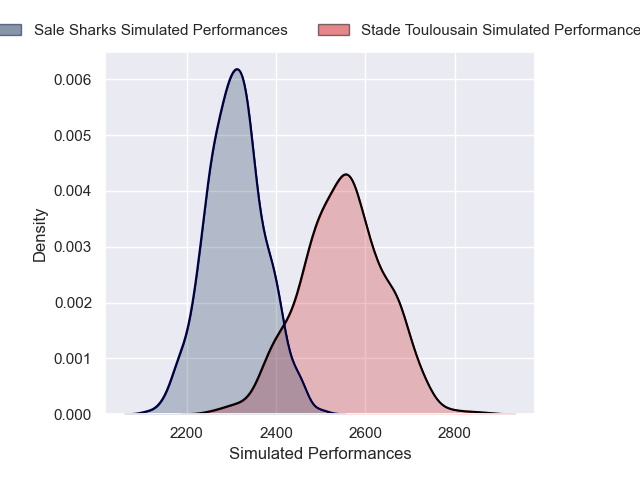 Sale Sharks Simulated Performances Stade Toulousain Simulated Performance
0.006
0.005
0.004
0.003
0.002
0.001
0.000
Density
2200 2400 2600 2800
Simulated Performances